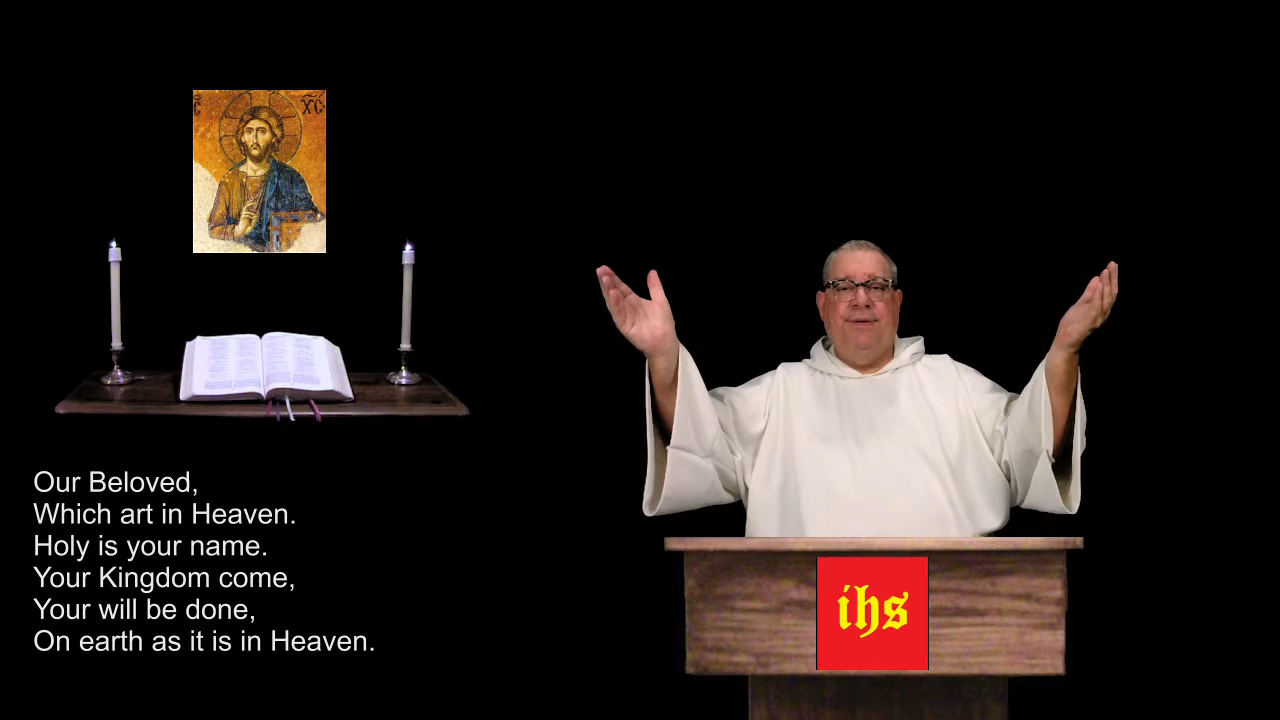 XC
Our Beloved,
Which art in Heaven.
Holy is your name.
Your Kingdom come,
Your will be done,
On earth as it is in Heaven.
ihs